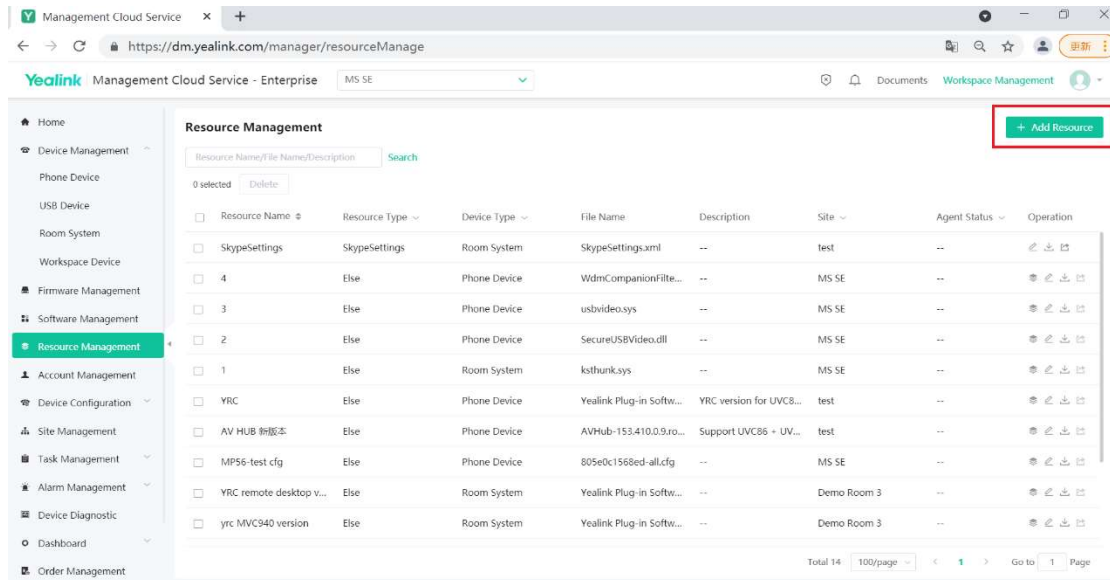 Management Cloud Service
https://dm.yealink.com/manager/resourceManage
更新
Yealink Management Cloud Service - Enterprise MS SE Documents Workspace Management
Home
Device Management
Phone Device
USB Device
Room System
Workspace Device
Firmware Management
Software Management
Resource Management
Account Management
Device Configuration
Site Management
Task Management
Alarm Management
Device Diagnostic
Dashboard
Order Management
Resource Management
+ Add Resource
Resource Name/File Name/Description Search
0 selected Delete
Resource Name Resource Type Device Type File Name Description Site Agent Status Operation
SkypeSettings SkypeSettings Room System SkypeSettings.xml -- test --
4 Else Phone Device WdmCompanionFilte... -- MS SE --
3 Else Phone Device usbvideo.sys -- MS SE --
2 Else Phone Device SecureUSBVideo.dll -- MS SE --
1 Else Room System ksthunk.sys -- MS SE --
YRC Else Phone Device Yealink Plug-in Softw... YRC version for UVC8... test --
AV HUB 新版本 Else Phone Device AVHub-153.410.0.9.ro... Support UVC86 + UV... test --
MP56-test cfg Else Phone Device 805e0c1568ed-all.cfg -- MS SE --
YRC remote desktop v... Else Room System Yealink Plug-in Softw... -- Demo Room 3 --
yrc MVC940 version Else Room System Yealink Plug-in Softw... -- Demo Room 3 --
Total 14 100/page 1 Go to 1 Page